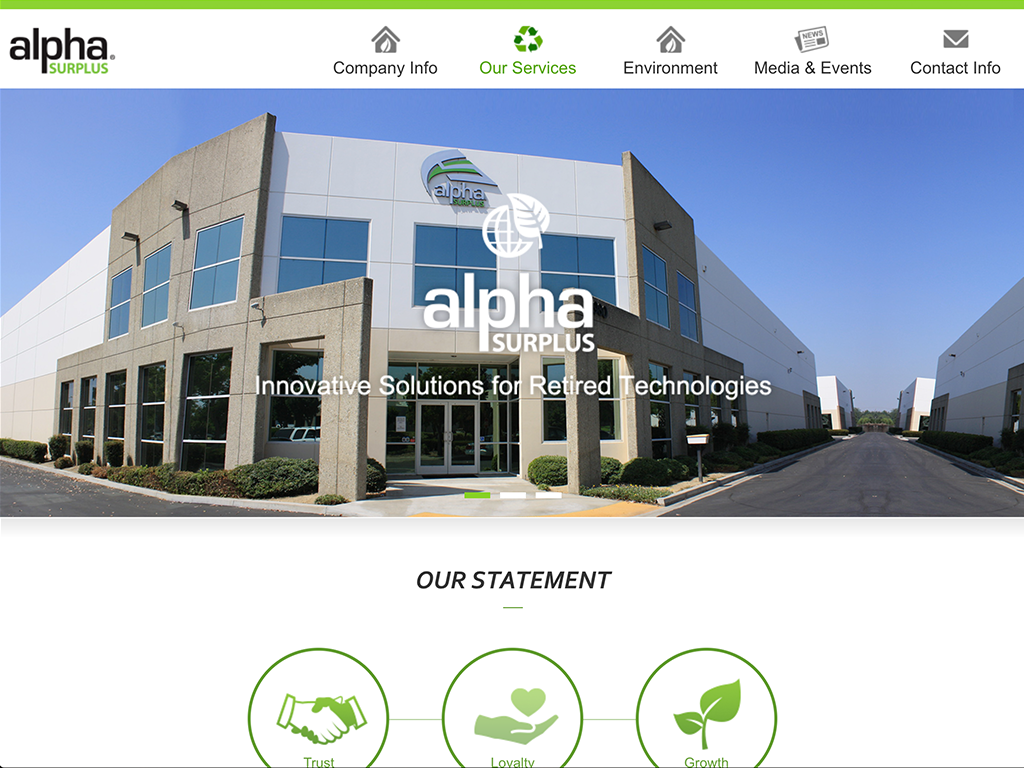 alpha®
SURPLUS
NEWS
Company Info
Our Services
Environment
Media & Events
Contact Info
alpha
SURPLUS
alpha
SURPLUS
Innovative Solutions for Retired Technologies
OUR STATEMENT
Trust
Loyalty
Growth